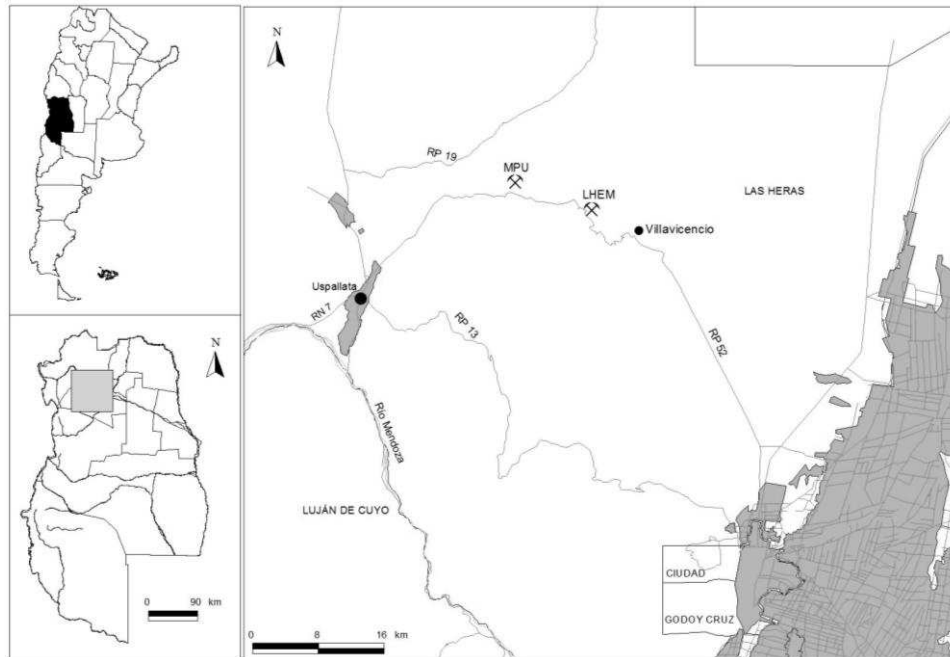 N
RP 19
MPU
LHEM
LAS HERAS
Villavicencio
Uspallata
RN 7
RP 13
RP 52
Río Mendoza
LUJÁN DE CUYO
CIUDAD
GODOY CRUZ
0 8 16 km
N
0 90 km